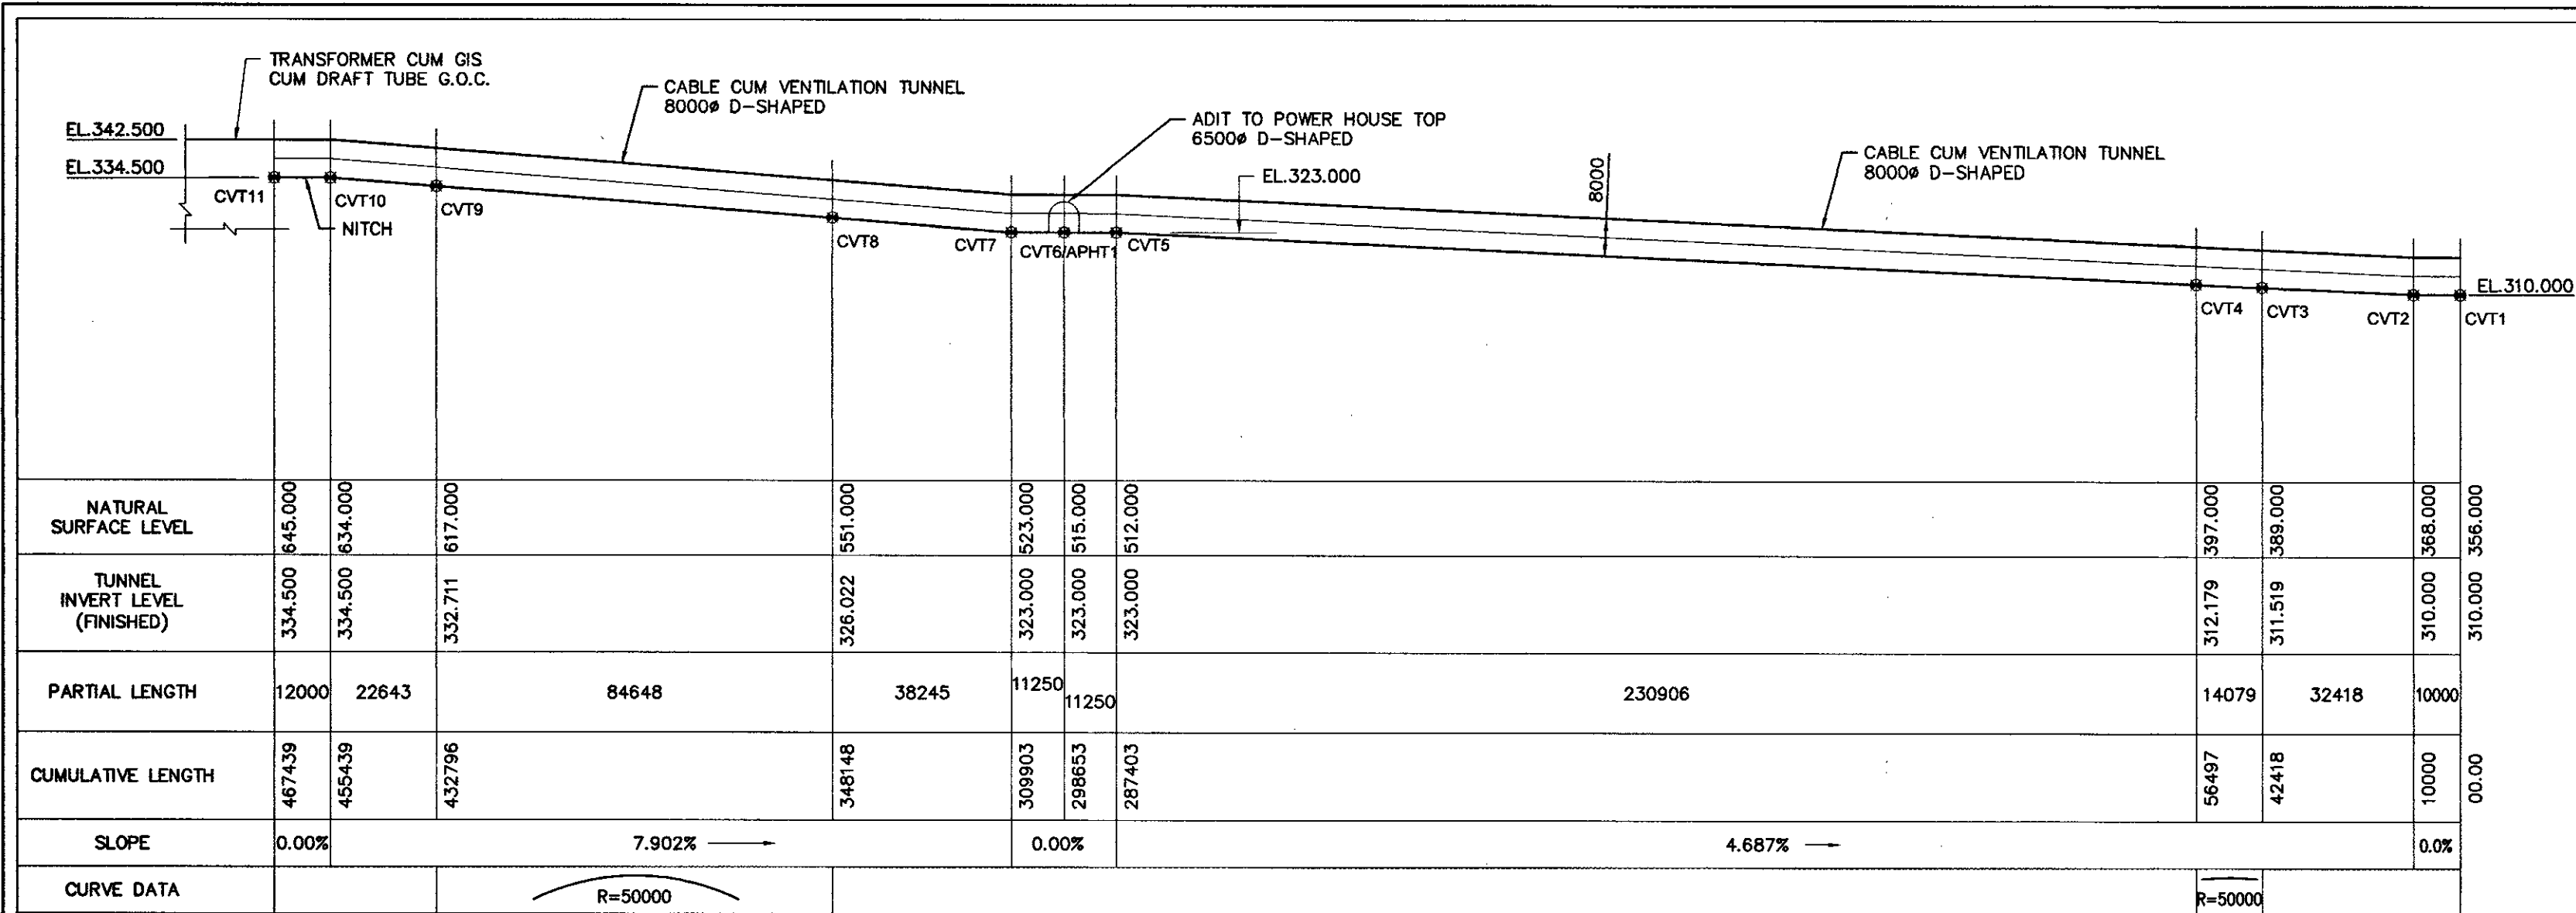 TRANSFORMER CUM GIS
CUM DRAFT TUBE G.O.C.
CABLE CUM VENTILATION TUNNEL
8000ø D-SHAPED
ADIT TO POWER HOUSE TOP
6500ø D-SHAPED
CABLE CUM VENTILATION TUNNEL
8000ø D-SHAPED
EL.342.500
EL.334.500
EL.323.000
8000
EL.310.000
CVT11
CVT10
CVT9
NITCH
CVT8
CVT7
CVT6/APHT1
CVT5
CVT4
CVT3
CVT2
CVT1
NATURAL
SURFACE LEVEL
645.000 634.000 617.000 551.000 523.000 515.000 512.000 397.000 389.000 368.000 356.000
TUNNEL
INVERT LEVEL
(FINISHED)
334.500 334.500 332.711 326.022 323.000 323.000 323.000 312.179 311.519 310.000 310.000
PARTIAL LENGTH 12000 22643 84648 38245 11250 11250 230906 14079 32418 10000
CUMULATIVE LENGTH 467439 455439 432796 348148 309903 298653 287403 56497 42418 10000 00.00
SLOPE 0.00% 7.902% 0.00% 4.687% 0.0%
CURVE DATA R=50000 R=50000